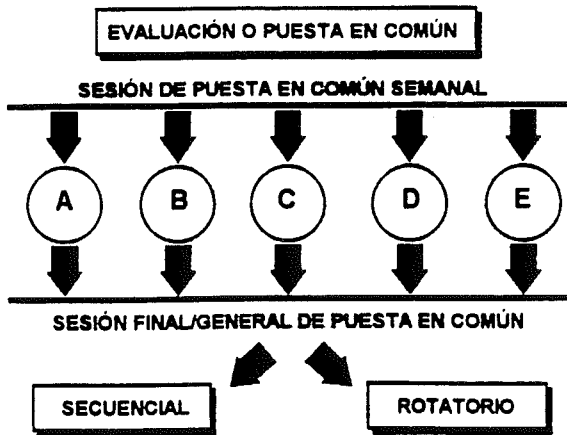 EVALUACIÓN O PUESTA EN COMÚN
SESIÓN DE PUESTA EN COMÚN SEMANAL
A B C D E
SESIÓN FINAL/GENERAL DE PUESTA EN COMÚN
SECUENCIAL ROTATORIO